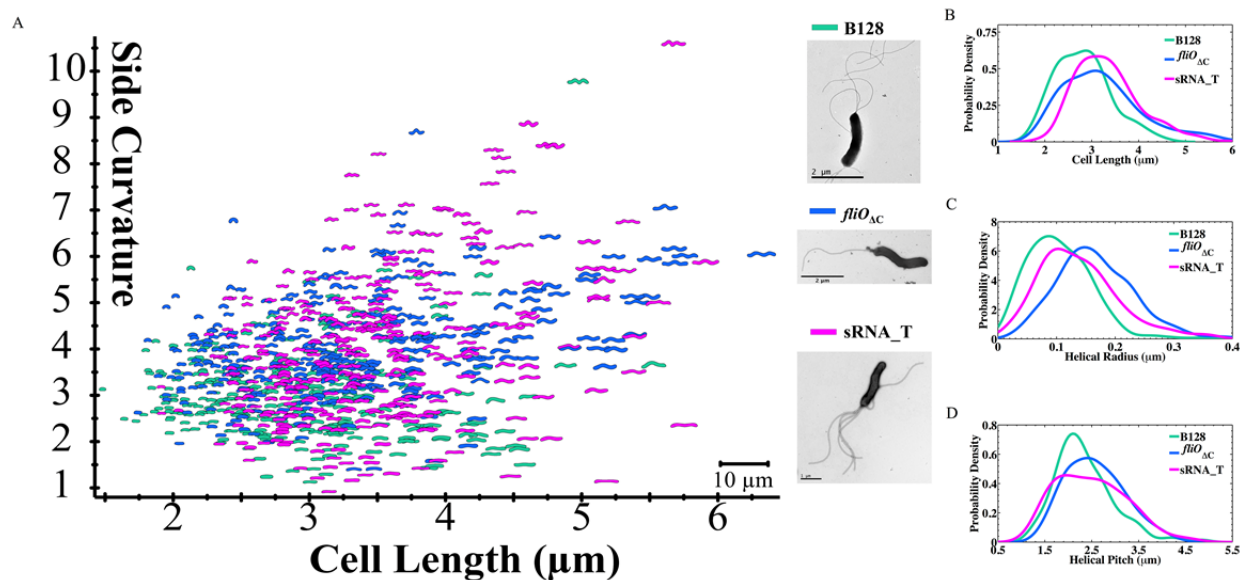 A
Side Curvature
10
9
8
7
6
5
4
3
2
1
2
3
4
5
6
Cell Length (µm)
10 µm
B128
2 µm
fliOΔC
2 µm
sRNA_T
B
Probability Density
0.75
0.5
0.25
0
1
2
3
4
5
6
Cell Length (µm)
B128
fliOΔC
sRNA_T
C
Probability Density
8
6
4
2
0
0
0.1
0.2
0.3
0.4
Helical Radius (µm)
B128
fliOΔC
sRNA_T
D
Probability Density
0.8
0.6
0.4
0.2
0
0.5
1.5
2.5
3.5
4.5
5.5
Helical Pitch (µm)
B128
fliOΔC
sRNA_T